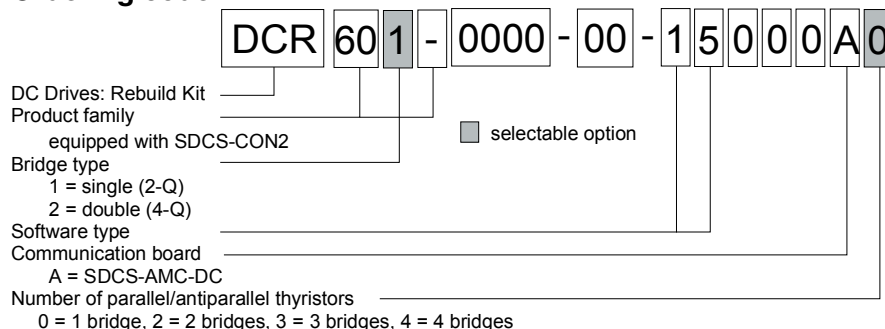 DCR 60 1 - 0000 - 00 - 1 5 0 0 0 A 0
DC Drives: Rebuild Kit
Product family
equipped with SDCS-CON2
selectable option
Bridge type
1 = single (2-Q)
2 = double (4-Q)
Software type
Communication board
A = SDCS-AMC-DC
Number of parallel/antiparallel thyristors
0 = 1 bridge, 2 = 2 bridges, 3 = 3 bridges, 4 = 4 bridges